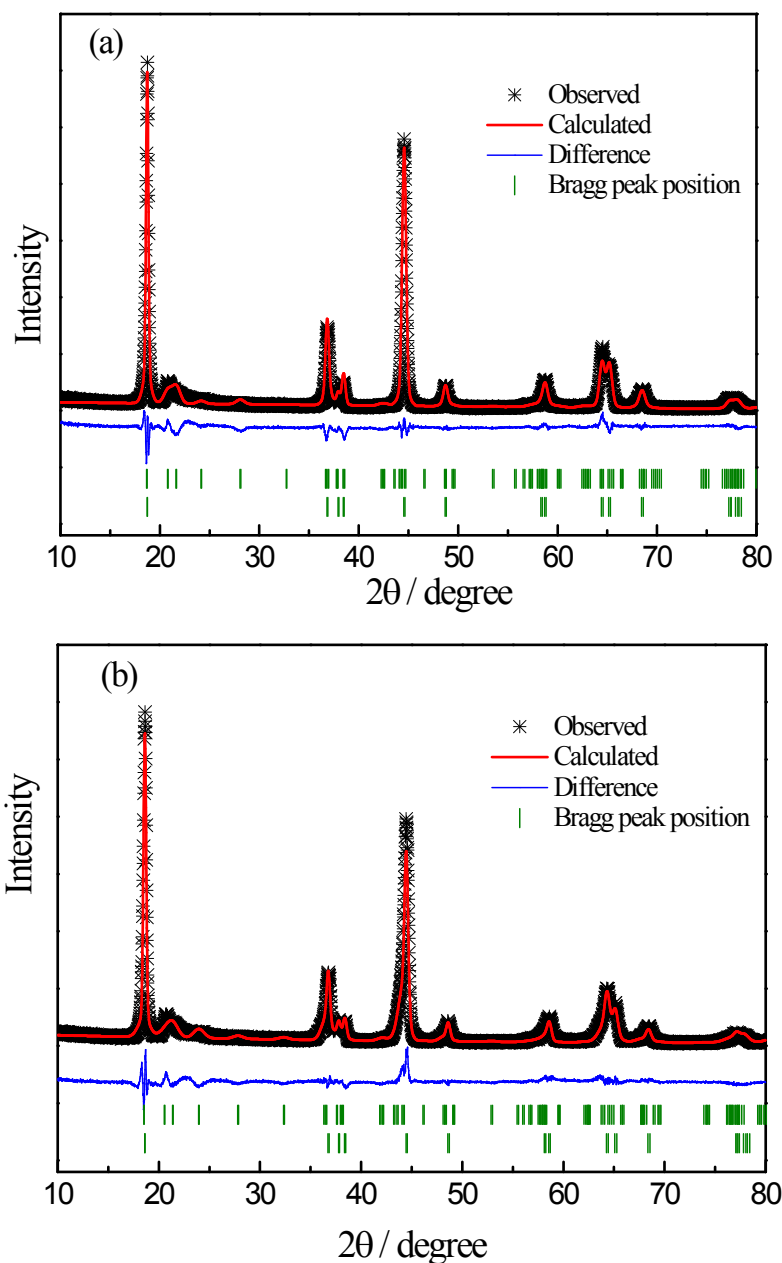 (a)
Observed
Calculated
Difference
Bragg peak position
Intensity
10 20 30 40 50 60 70 80
2θ / degree
(b)
Observed
Calculated
Difference
Bragg peak position
Intensity
10 20 30 40 50 60 70 80
2θ / degree